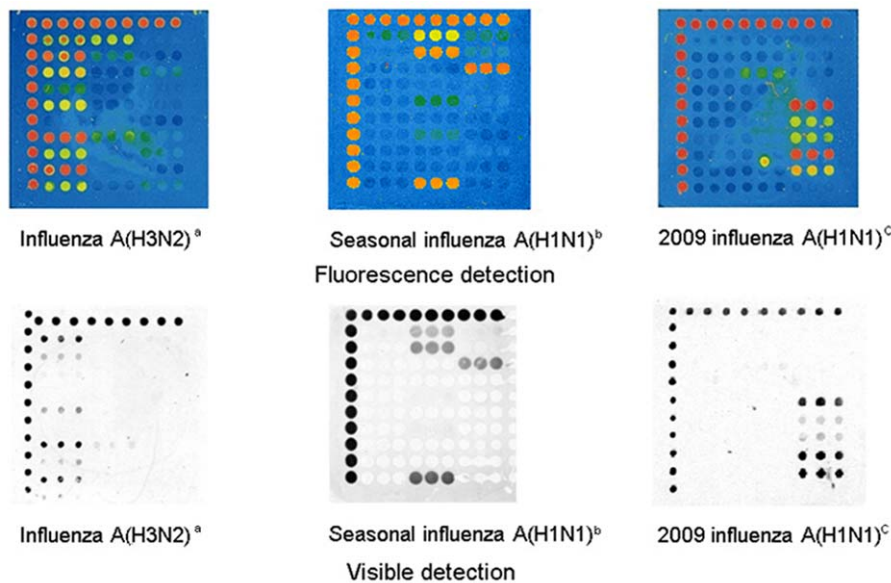 Influenza A(H3N2) a
Seasonal influenza A(H1N1)b
2009 influenza A(H1N1)C
Fluorescence detection
Influenza A(H3N2) a
Seasonal influenza A(H1N1)b
2009 influenza A(H1N1)C
Visible detection